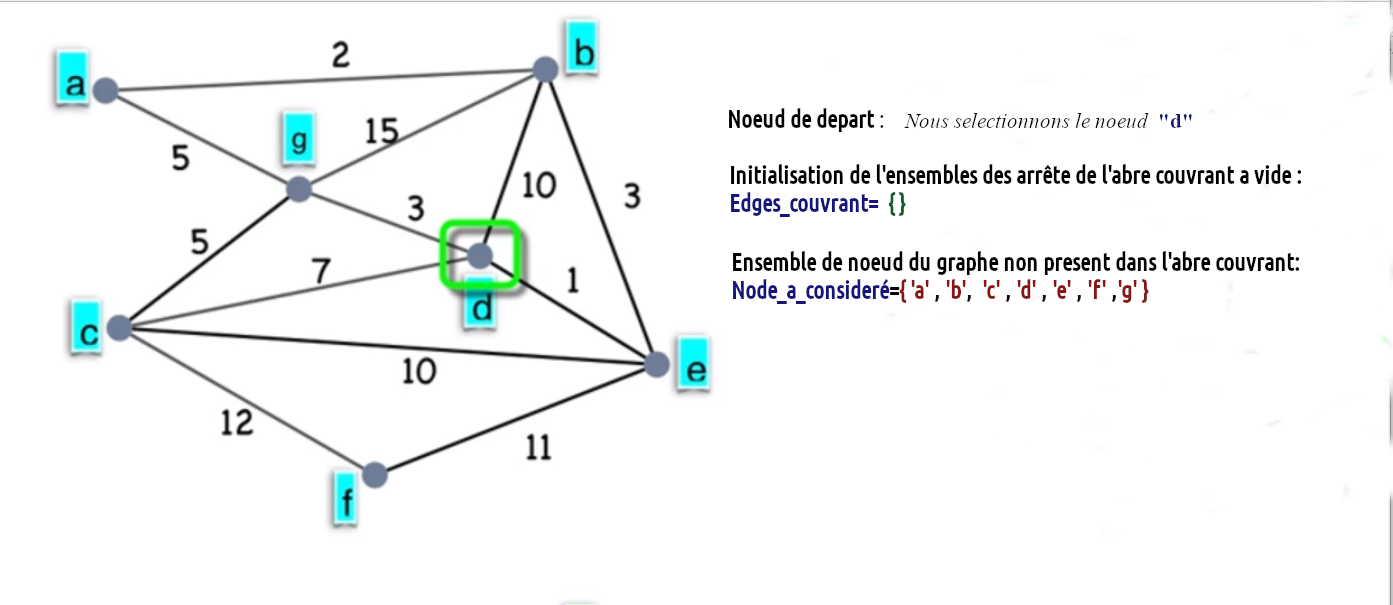 2
b
a
g
15
5
10
3
3
5
7
1
d
c
10
e
12
11
f
Noeud de depart : Nous selectionnons le noeud "d"
Initialisation de l'ensembles des arrête de l'abre couvrant a vide :
Edges_couvrant= {}
Ensemble de noeud du graphe non present dans l'abre couvrant:
Node_a_consideré={ 'a' , 'b', 'c' , 'd' , 'e' , 'f' ,'g' }